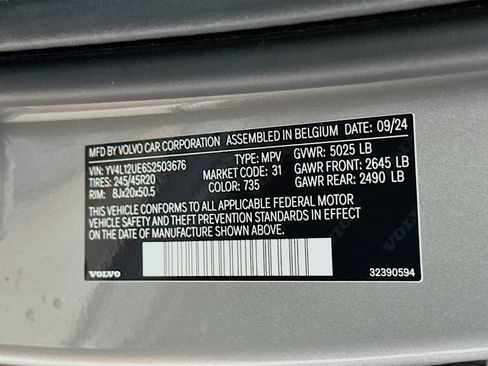 MFD BY VOLVO CAR CORPORATION ASSEMBLED IN BELGIUM DATE: 09/24
VIN: YV4L12UE6S2503676 TYPE: MPV GVWR: 5025 LB
TIRES: 245/45R20 MARKET CODE: 31 GAWR FRONT: 2645 LB
RIM: 8Jx20x50.5 COLOR: 735 GAWR REAR: 2490 LB
THIS VEHICLE CONFORMS TO ALL APPLICABLE FEDERAL MOTOR
VEHICLE SAFETY AND THEFT PREVENTION STANDARDS IN EFFECT
ON THE DATE OF MANUFACTURE SHOWN ABOVE.
VOLVO 32390594